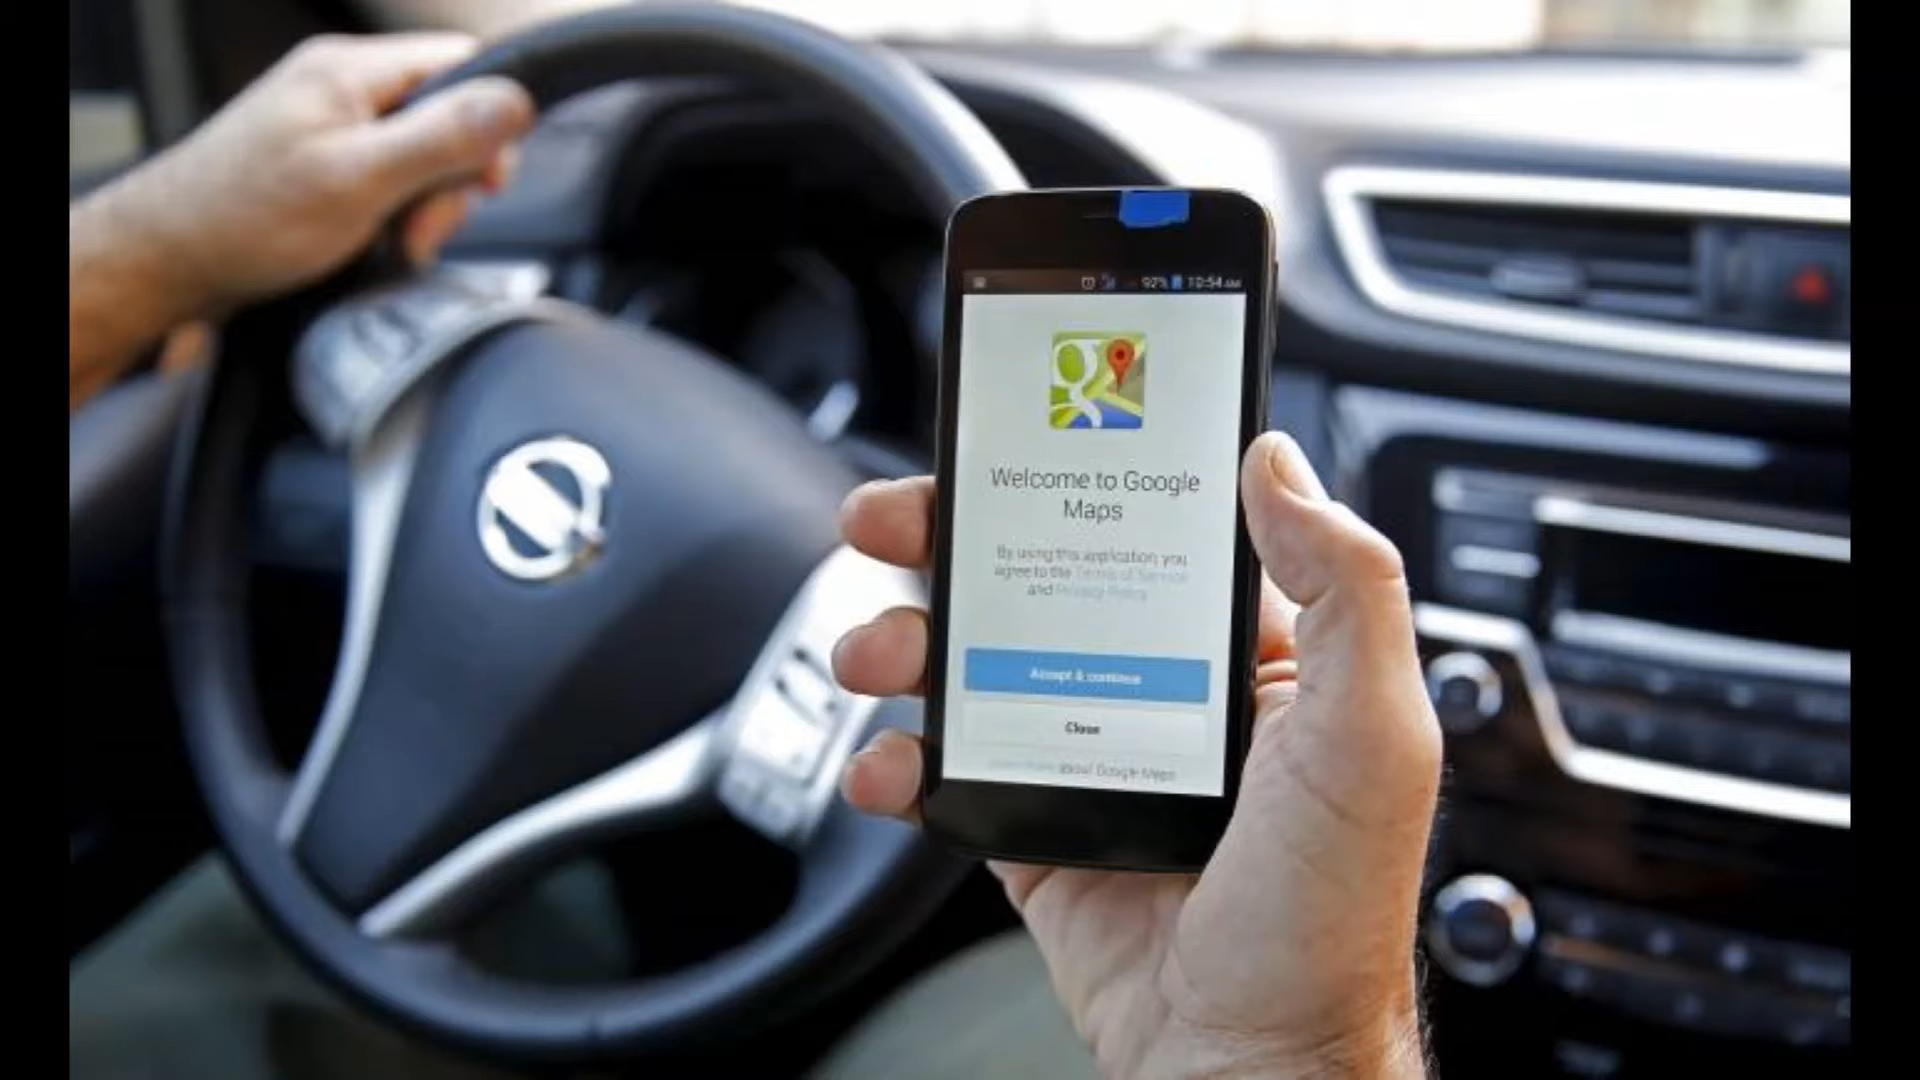 92% 10:54 AM
Welcome to Google
Maps
By using this application you
agree to the Terms of Service
and Privacy Policy
Accept & continue
Close
about Google Maps